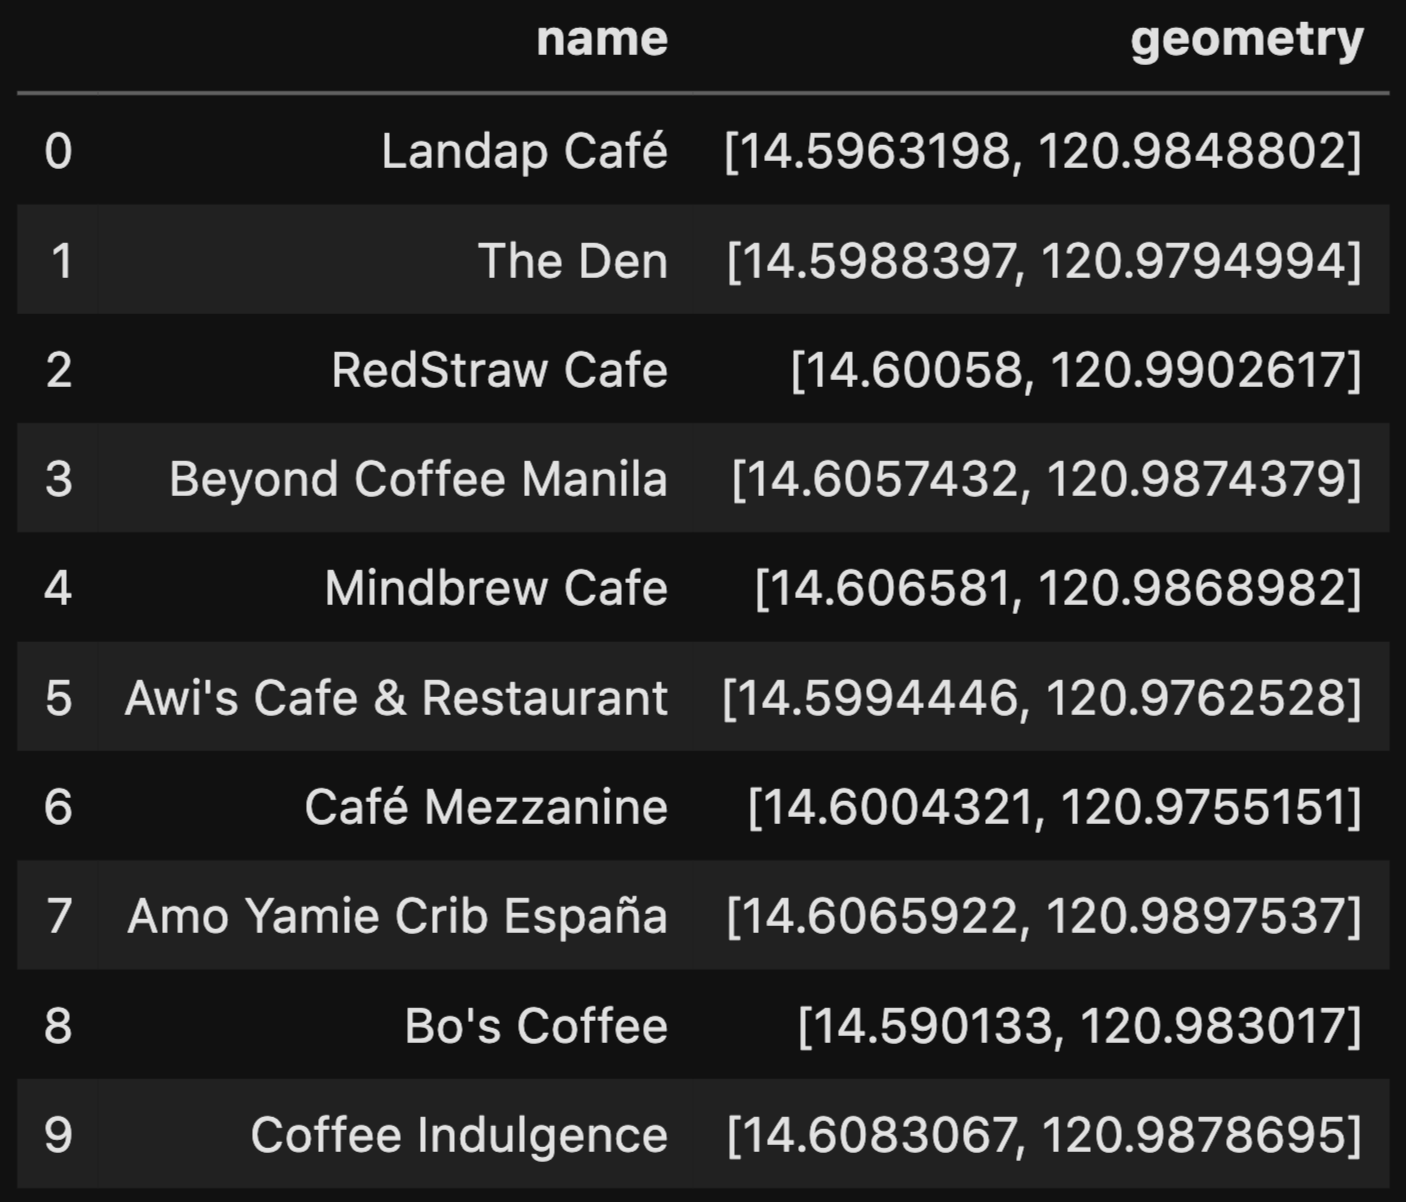 name geometry
0 Landap Café [14.5963198, 120.9848802]
1 The Den [14.5988397, 120.9794994]
2 RedStraw Cafe [14.60058, 120.9902617]
3 Beyond Coffee Manila [14.6057432, 120.9874379]
4 Mindbrew Cafe [14.606581, 120.9868982]
5 Awi's Cafe & Restaurant [14.5994446, 120.9762528]
6 Café Mezzanine [14.6004321, 120.9755151]
7 Amo Yamie Crib España [14.6065922, 120.9897537]
8 Bo's Coffee [14.590133, 120.983017]
9 Coffee Indulgence [14.6083067, 120.9878695]